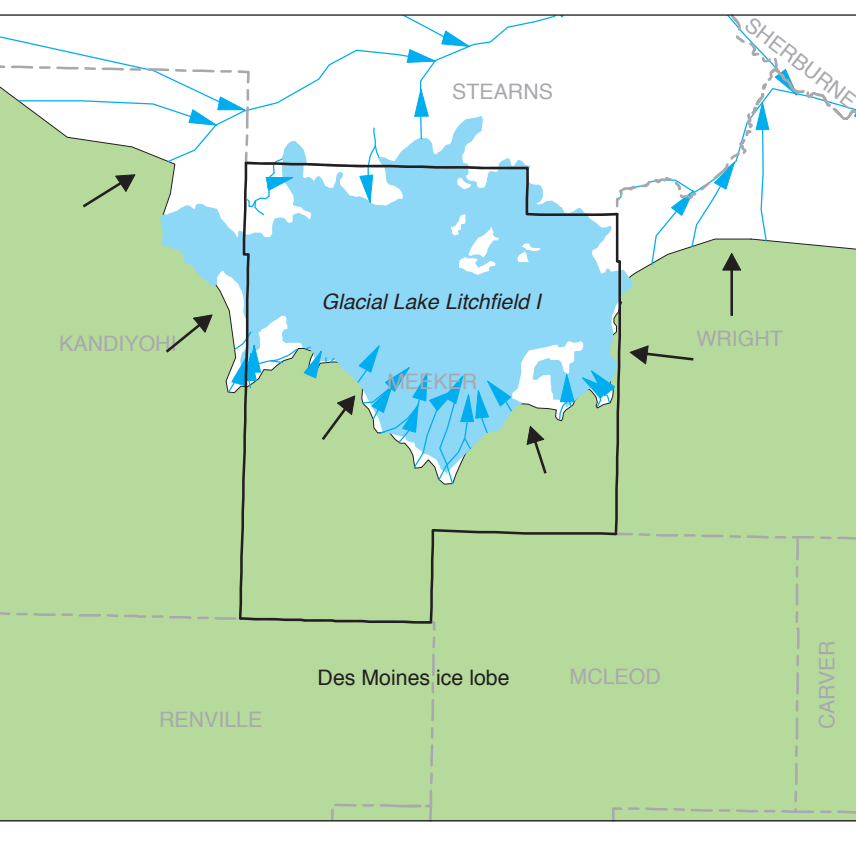 SHERBURNE
STEARNS
Glacial Lake Litchfield I
KANDIYOHI
WRIGHT
MEEKER
Des Moines ice lobe
MCLEOD
CARVER
RENVILLE